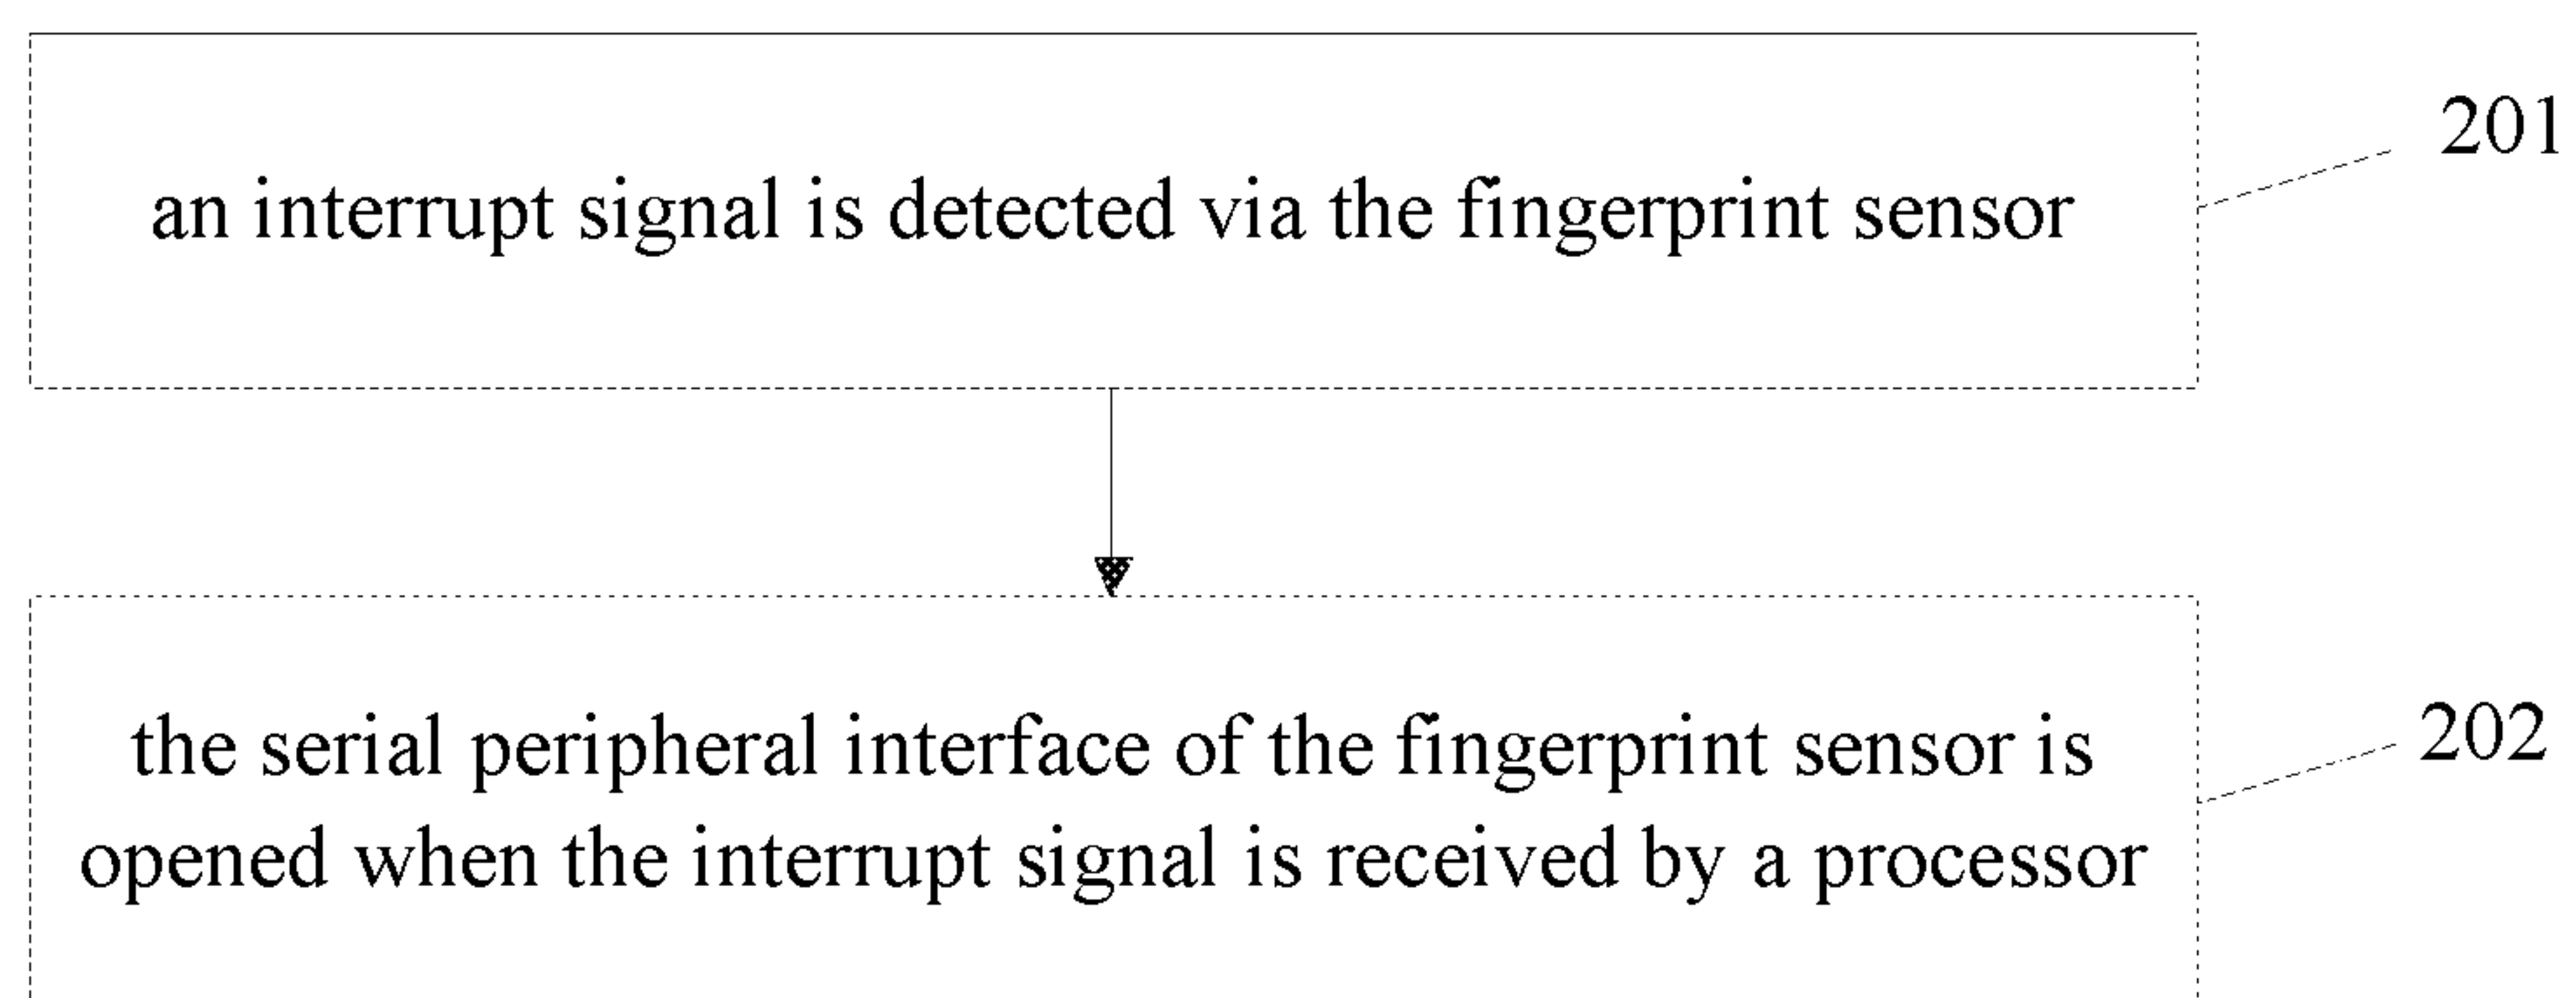 an interrupt signal is detected via the fingerprint sensor
201
the serial peripheral interface of the fingerprint sensor is
opened when the interrupt signal is received by a processor
202